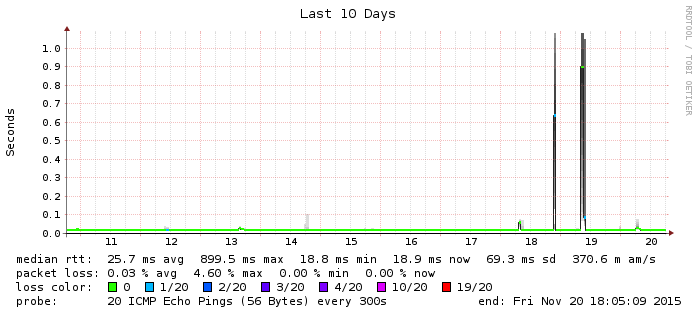 Last 10 Days
RRDTOOL / TOBI OETIKER
Seconds
1.0
0.9
0.8
0.7
0.6
0.5
0.4
0.3
0.2
0.1
0.0
11 12 13 14 15 16 17 18 19 20
median rtt: 25.7 ms avg 899.5 ms max 18.8 ms min 18.9 ms now 69.3 ms sd 370.6 m am/s
packet loss: 0.03 % avg 4.60 % max 0.00 % min 0.00 % now
loss color: 0 1/20 2/20 3/20 4/20 10/20 19/20
probe: 20 ICMP Echo Pings (56 Bytes) every 300s end: Fri Nov 20 18:05:09 2015